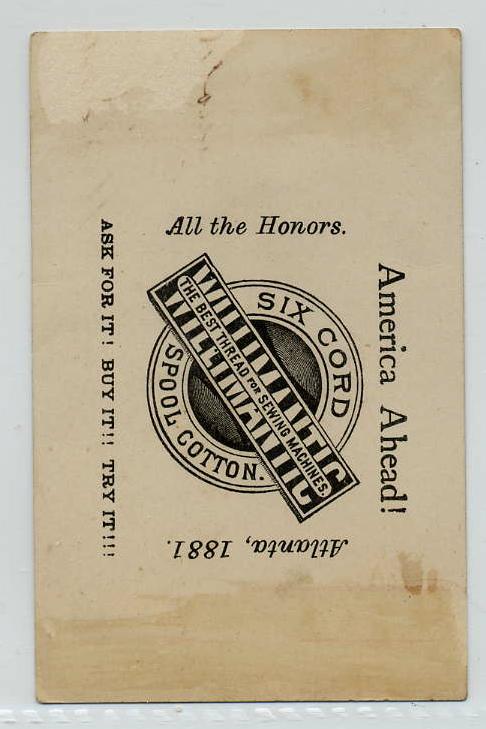 All the Honors.
America Ahead!
Atlanta, 1881.
ASK FOR IT! BUY IT!! TRY IT!!!
SIX CORD
WILLIMANTIC
THE BEST THREAD FOR SEWING MACHINES.
SPOOL COTTON.